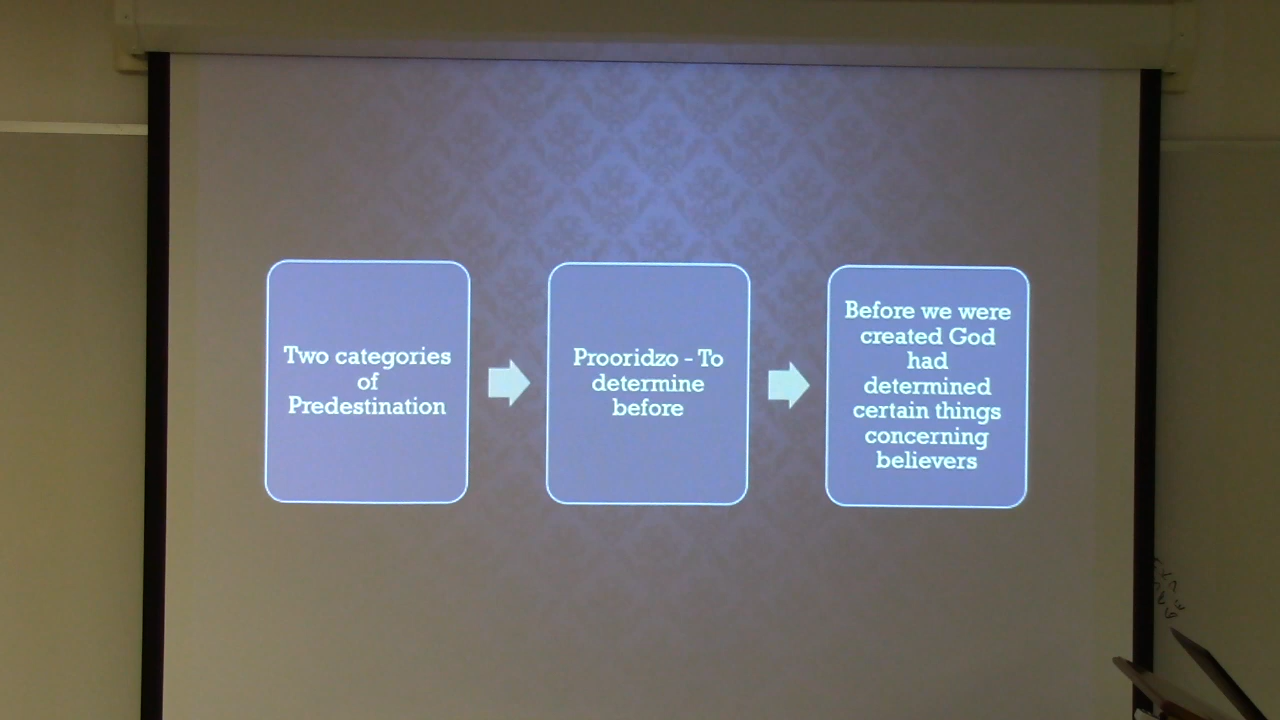 Two categories
of
Predestination
Prooridzo - To
determine
before
Before we were
created God
had
determined
certain things
concerning
believers